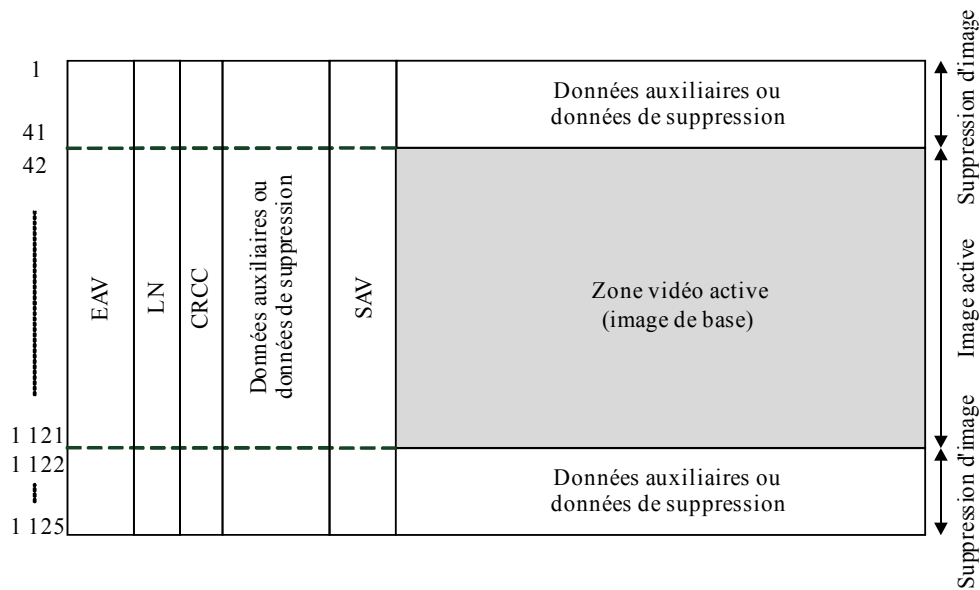 1
41
42
1 121
1 122
1 125
EAV
LN
CRCC
Données auxiliaires ou
données de suppression
SAV
Données auxiliaires ou
données de suppression
Zone vidéo active
(image de base)
Données auxiliaires ou
données de suppression
Suppression d'image
Image active
Suppression d'image